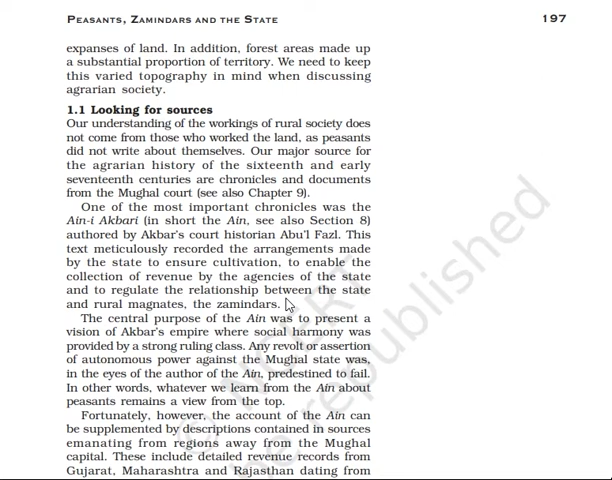 PEASANTS, ZAMINDARS AND THE STATE 197
expanses of land. In addition, forest areas made up
a substantial proportion of territory. We need to keep
this varied topography in mind when discussing
agrarian society.
1.1 Looking for sources
Our understanding of the workings of rural society does
not come from those who worked the land, as peasants
did not write about themselves. Our major source for
the agrarian history of the sixteenth and early
seventeenth centuries are chronicles and documents
from the Mughal court (see also Chapter 9).
One of the most important chronicles was the
Ain-i Akbari (in short the Ain, see also Section 8)
authored by Akbar's court historian Abu'l Fazl. This
text meticulously recorded the arrangements made
by the state to ensure cultivation, to enable the
collection of revenue by the agencies of the state
and to regulate the relationship between the state
and rural magnates, the zamindars.
The central purpose of the Ain was to present a
vision of Akbar's empire where social harmony was
provided by a strong ruling class. Any revolt or assertion
of autonomous power against the Mughal state was,
in the eyes of the author of the Ain, predestined to fail.
In other words, whatever we learn from the Ain about
peasants remains a view from the top.
Fortunately, however, the account of the Ain can
be supplemented by descriptions contained in sources
emanating from regions away from the Mughal
capital. These include detailed revenue records from
Gujarat, Maharashtra and Rajasthan dating from
© NCERT
be republished